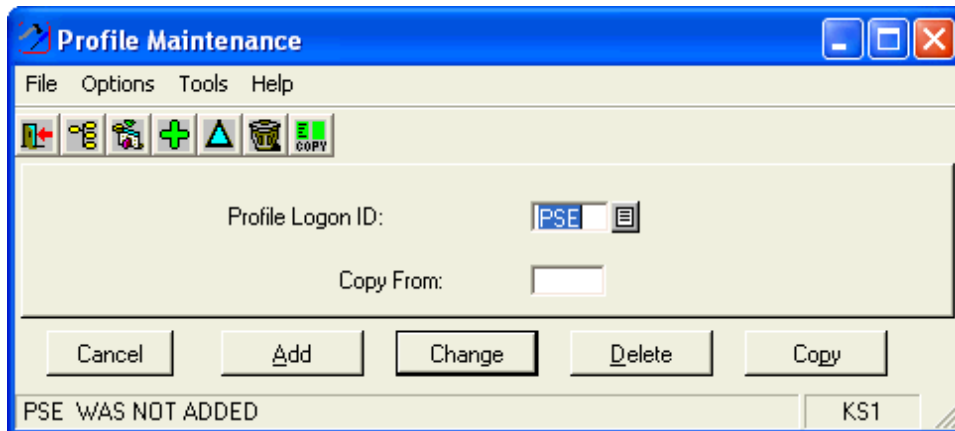 Profile Maintenance
File Options Tools Help
COPY
Profile Logon ID: PSE
Copy From:
Cancel Add Change Delete Copy
PSE WAS NOT ADDED KS1